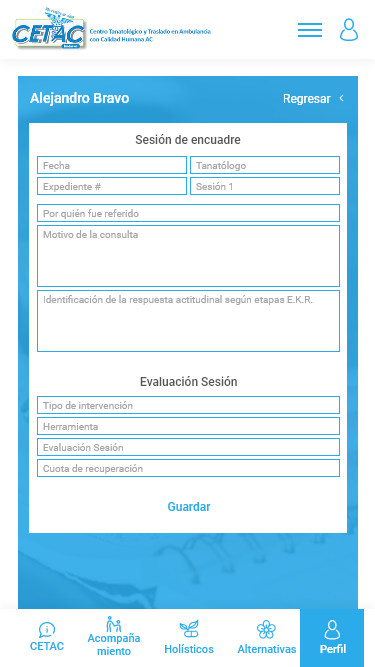 CETAC
Centro Tanatológico y Traslado en Ambulancia
con Calidad Humana AC
Alejandro Bravo
Regresar
Sesión de encuadre
Fecha
Tanatólogo
Expediente #
Sesión 1
Por quién fue referido
Motivo de la consulta
Identificación de la respuesta actitudinal según etapas E.K.R.
Evaluación Sesión
Tipo de intervención
Herramienta
Evaluación Sesión
Cuota de recuperación
Guardar
CETAC
Acompaña
miento
Holísticos
Alternativas
Perfil